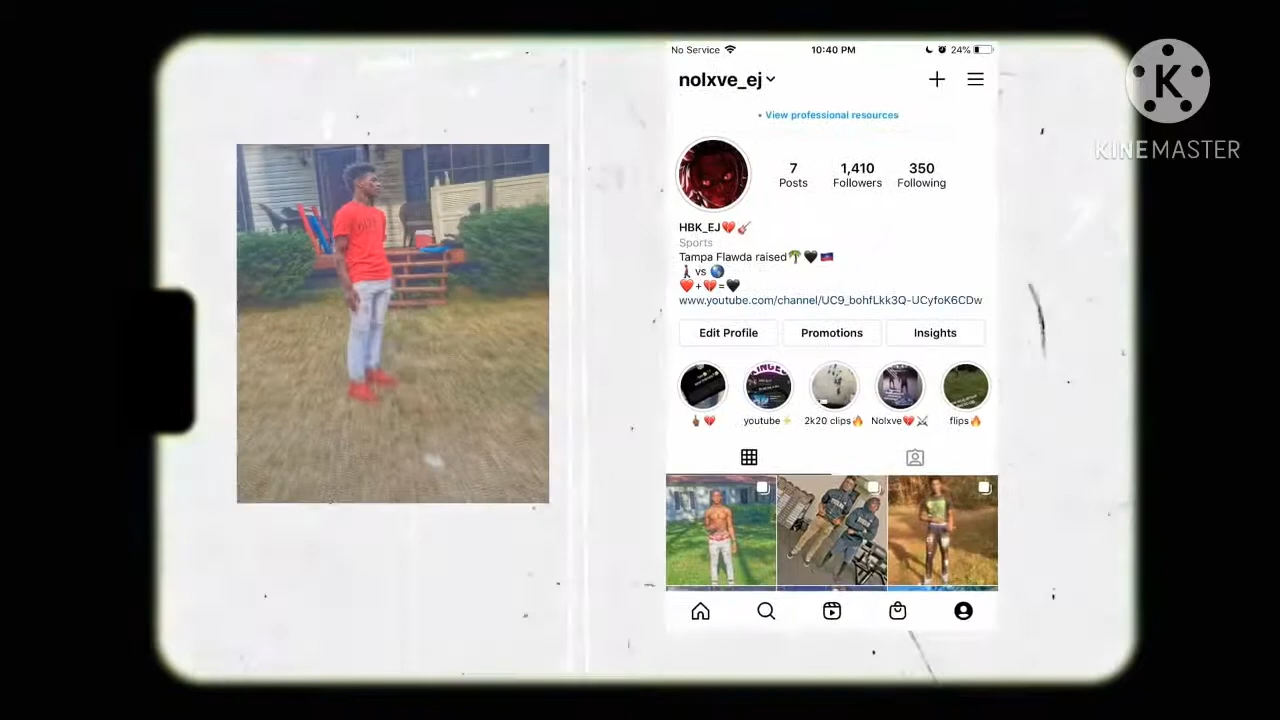 No Service 10:40 PM 24%
nolxve_ej
• View professional resources
7 1,410 350
Posts Followers Following
HBK_EJ💔🎸
Sports
Tampa Flawda raised🌴🖤🇭🇹
🚶🏿vs 🌎
❤️+💔=🖤
www.youtube.com/channel/UC9_bohfLkk3Q-UCyfoK6CDw
Edit Profile Promotions Insights
🖕🏿💔 youtube⚡ 2k20 clips🔥 Nolxve💔⚔️ flips🔥
K
KINEMASTER